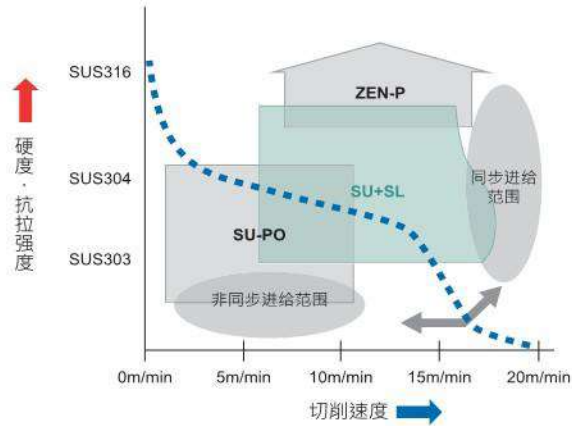 SUS316
SUS304
SUS303
硬度·抗拉强度
ZEN-P
SU+SL
SU-PO
同步进给
范围
非同步进给范围
0m/min
5m/min
10m/min
15m/min
20m/min
切削速度